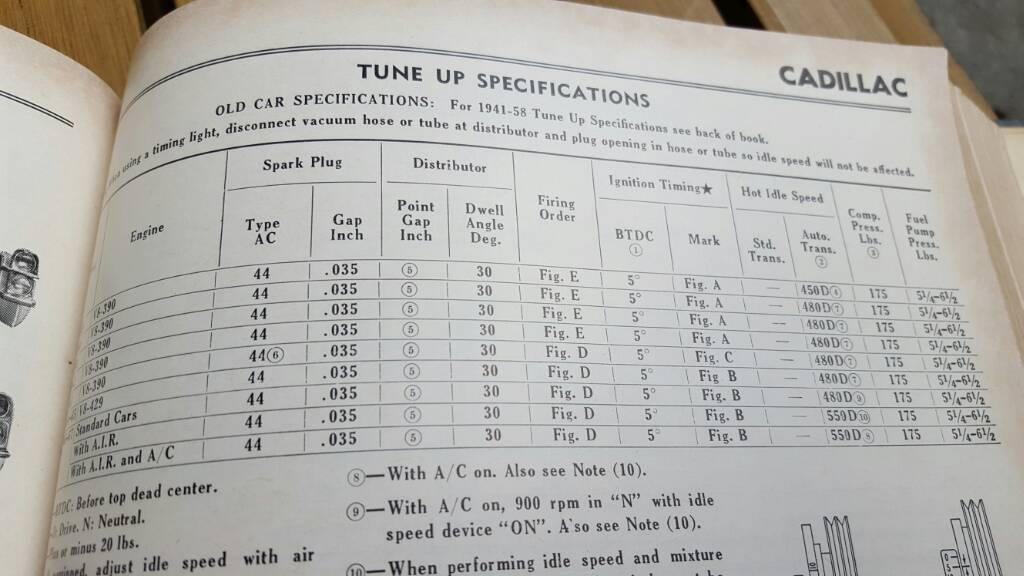 CADILLAC
TUNE UP SPECIFICATIONS
OLD CAR SPECIFICATIONS: For 1941-58 Tune Up Specifications see back of book.
using a timing light, disconnect vacuum hose or tube at distributor and plug opening in hose or tube so idle speed will not be affected.
Spark Plug Distributor Ignition Timing★ Hot Idle Speed
Engine Type AC Gap Inch Point Gap Inch Dwell Angle Deg. Firing Order BTDC ① Mark Std. Trans. Auto. Trans. ② Comp. Press. Lbs. ③ Fuel Pump Press. Lbs.
V8-390 44 .035 ⑤ 30 Fig. E 5° Fig. A — 450D④ 175 5¼-6½
V8-390 44 .035 ⑤ 30 Fig. E 5° Fig. A — 480D⑦ 175 5¼-6½
V8-390 44 .035 ⑤ 30 Fig. E 5° Fig. A — 480D⑦ 175 5¼-6½
V8-390 44 .035 ⑤ 30 Fig. E 5° Fig. A — 480D⑦ 175 5¼-6½
V8-390 44⑥ .035 ⑤ 30 Fig. D 5° Fig. C — 480D⑦ 175 5¼-6½
V8-429 44 .035 ⑤ 30 Fig. D 5° Fig B — 480D⑦ 175 5¼-6½
Standard Cars 44 .035 ⑤ 30 Fig. D 5° Fig. B — 480D⑨ 175 5¼-6½
With A.I.R. 44 .035 ⑤ 30 Fig. D 5° Fig. B — 550D⑩ 175 5¼-6½
With A.I.R. and A/C 44 .035 ⑤ 30 Fig. D 5° Fig. B — 550D⑧ 175 5¼-6½
BTDC: Before top dead center.
Drive. N: Neutral.
or minus 20 lbs.
adjust idle speed with air
⑧—With A/C on. Also see Note (10).
⑨—With A/C on, 900 rpm in "N" with idle
speed device "ON". A'so see Note (10).
⑩—When performing idle speed and mixture